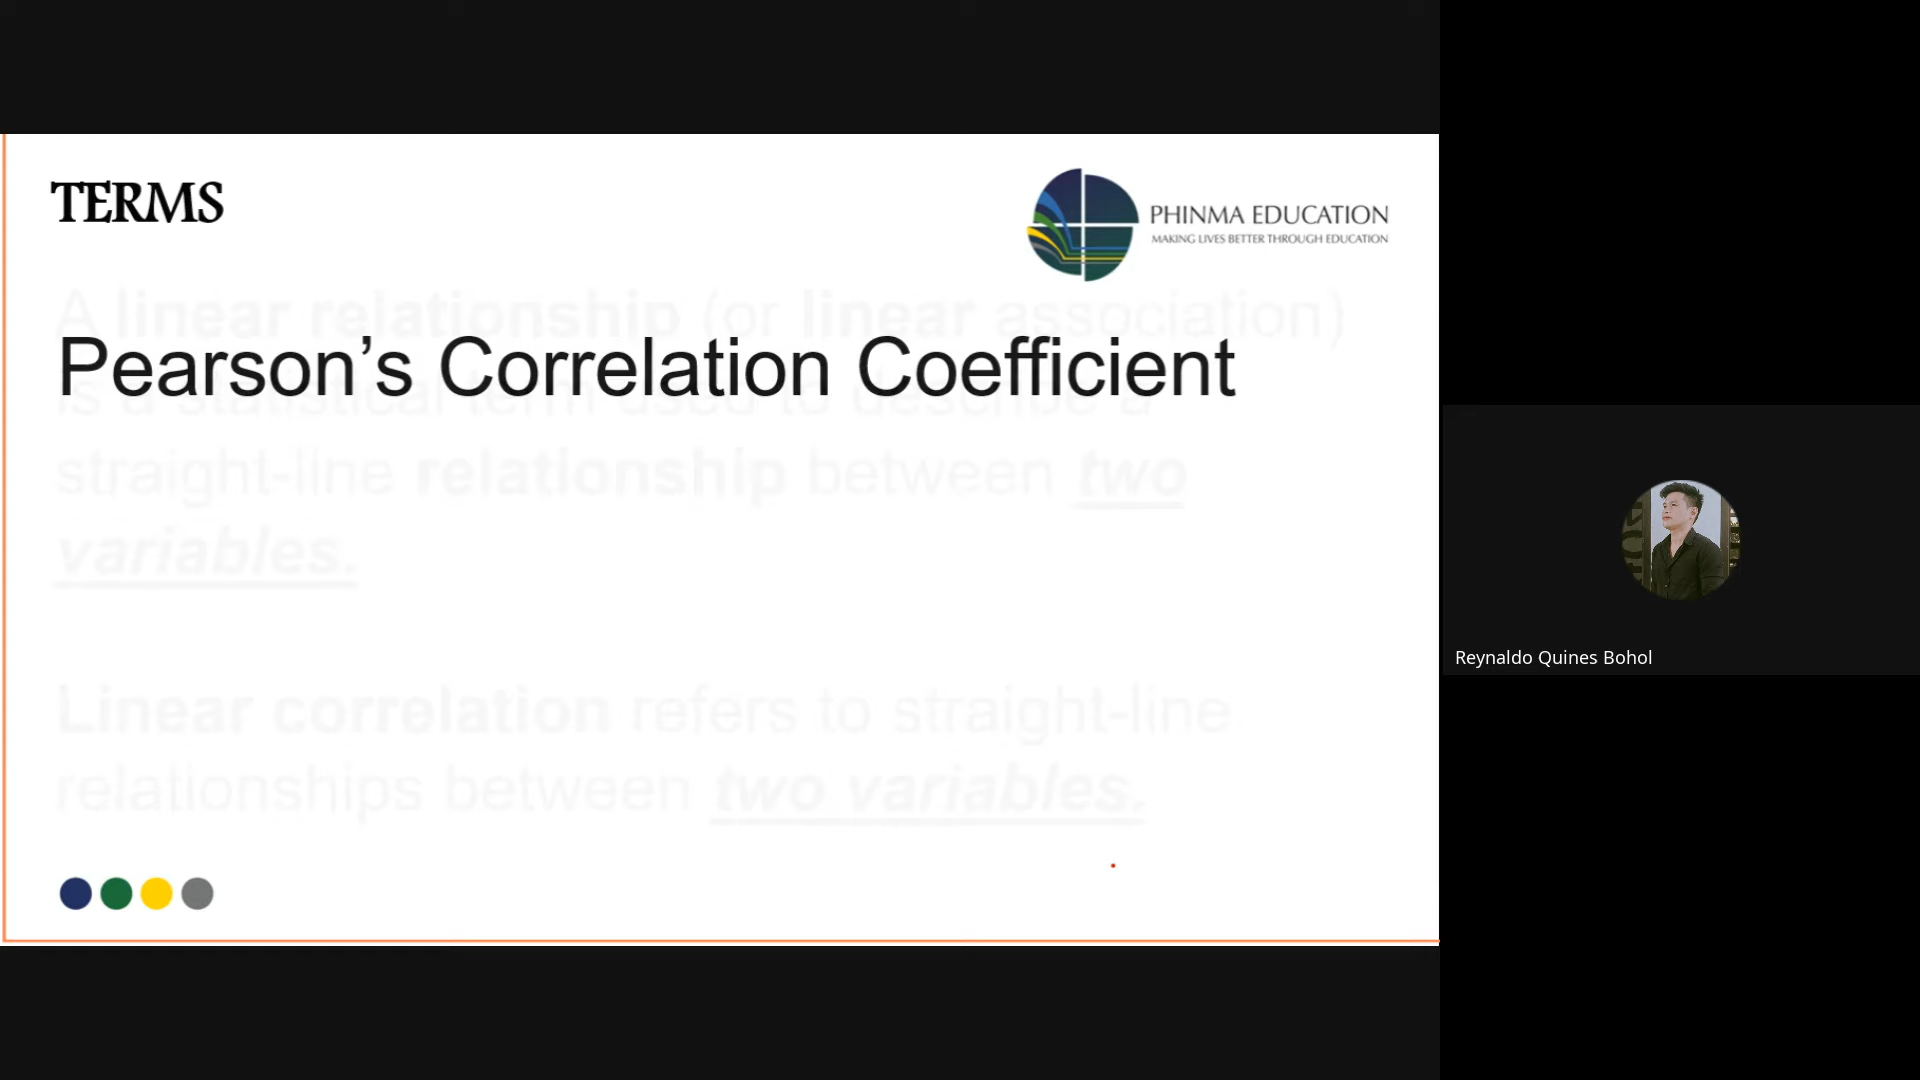 TERMS
PHINMA EDUCATION
MAKING LIVES BETTER THROUGH EDUCATION
A linear relationship (or linear association)
Pearson’s Correlation Coefficient
is a statistical term used to describe a
straight-line relationship between two
variables.
Linear correlation refers to straight-line
relationships between two variables.
Reynaldo Quines Bohol